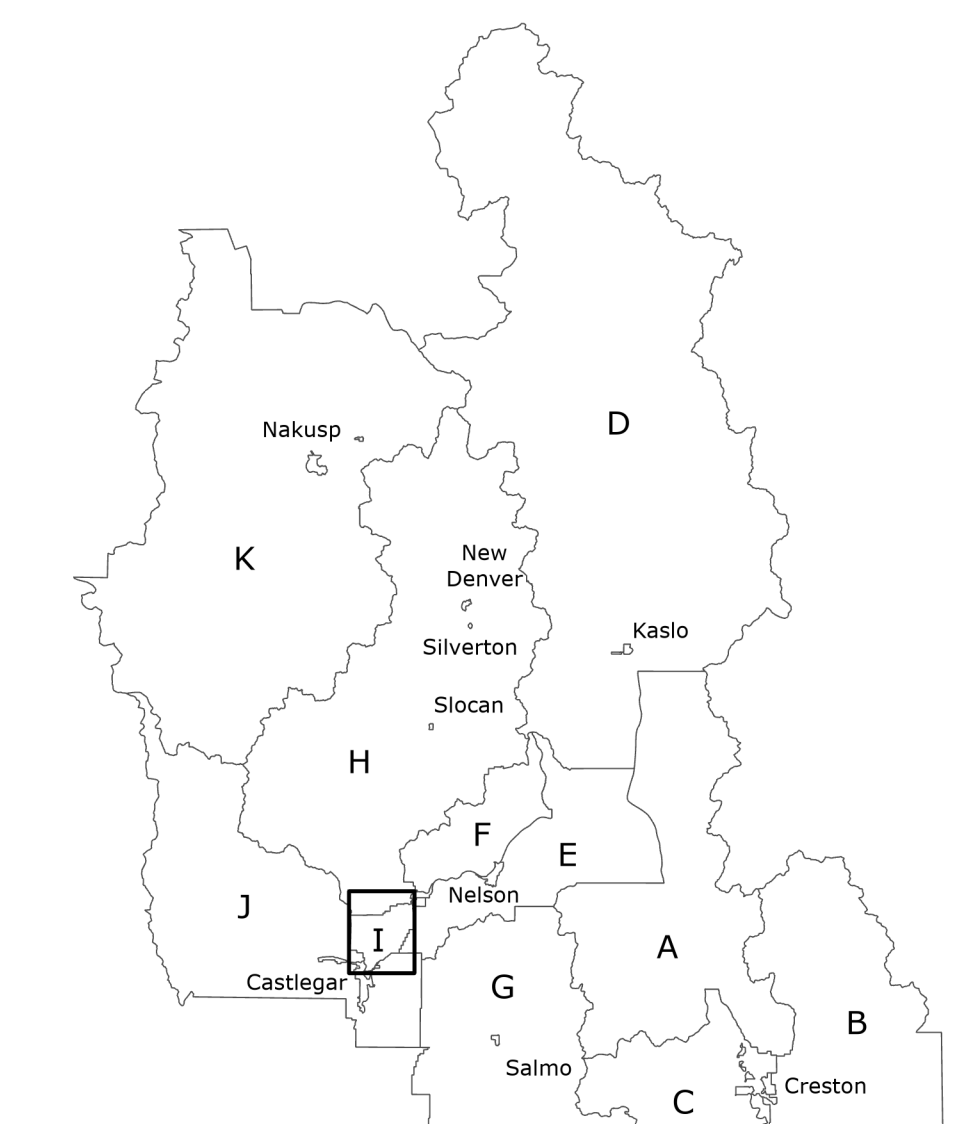 D
Nakusp
K
New
Denver
Silverton
Kaslo
Slocan
H
F
E
Nelson
J
I
A
Castlegar
G
B
Salmo
Creston
C